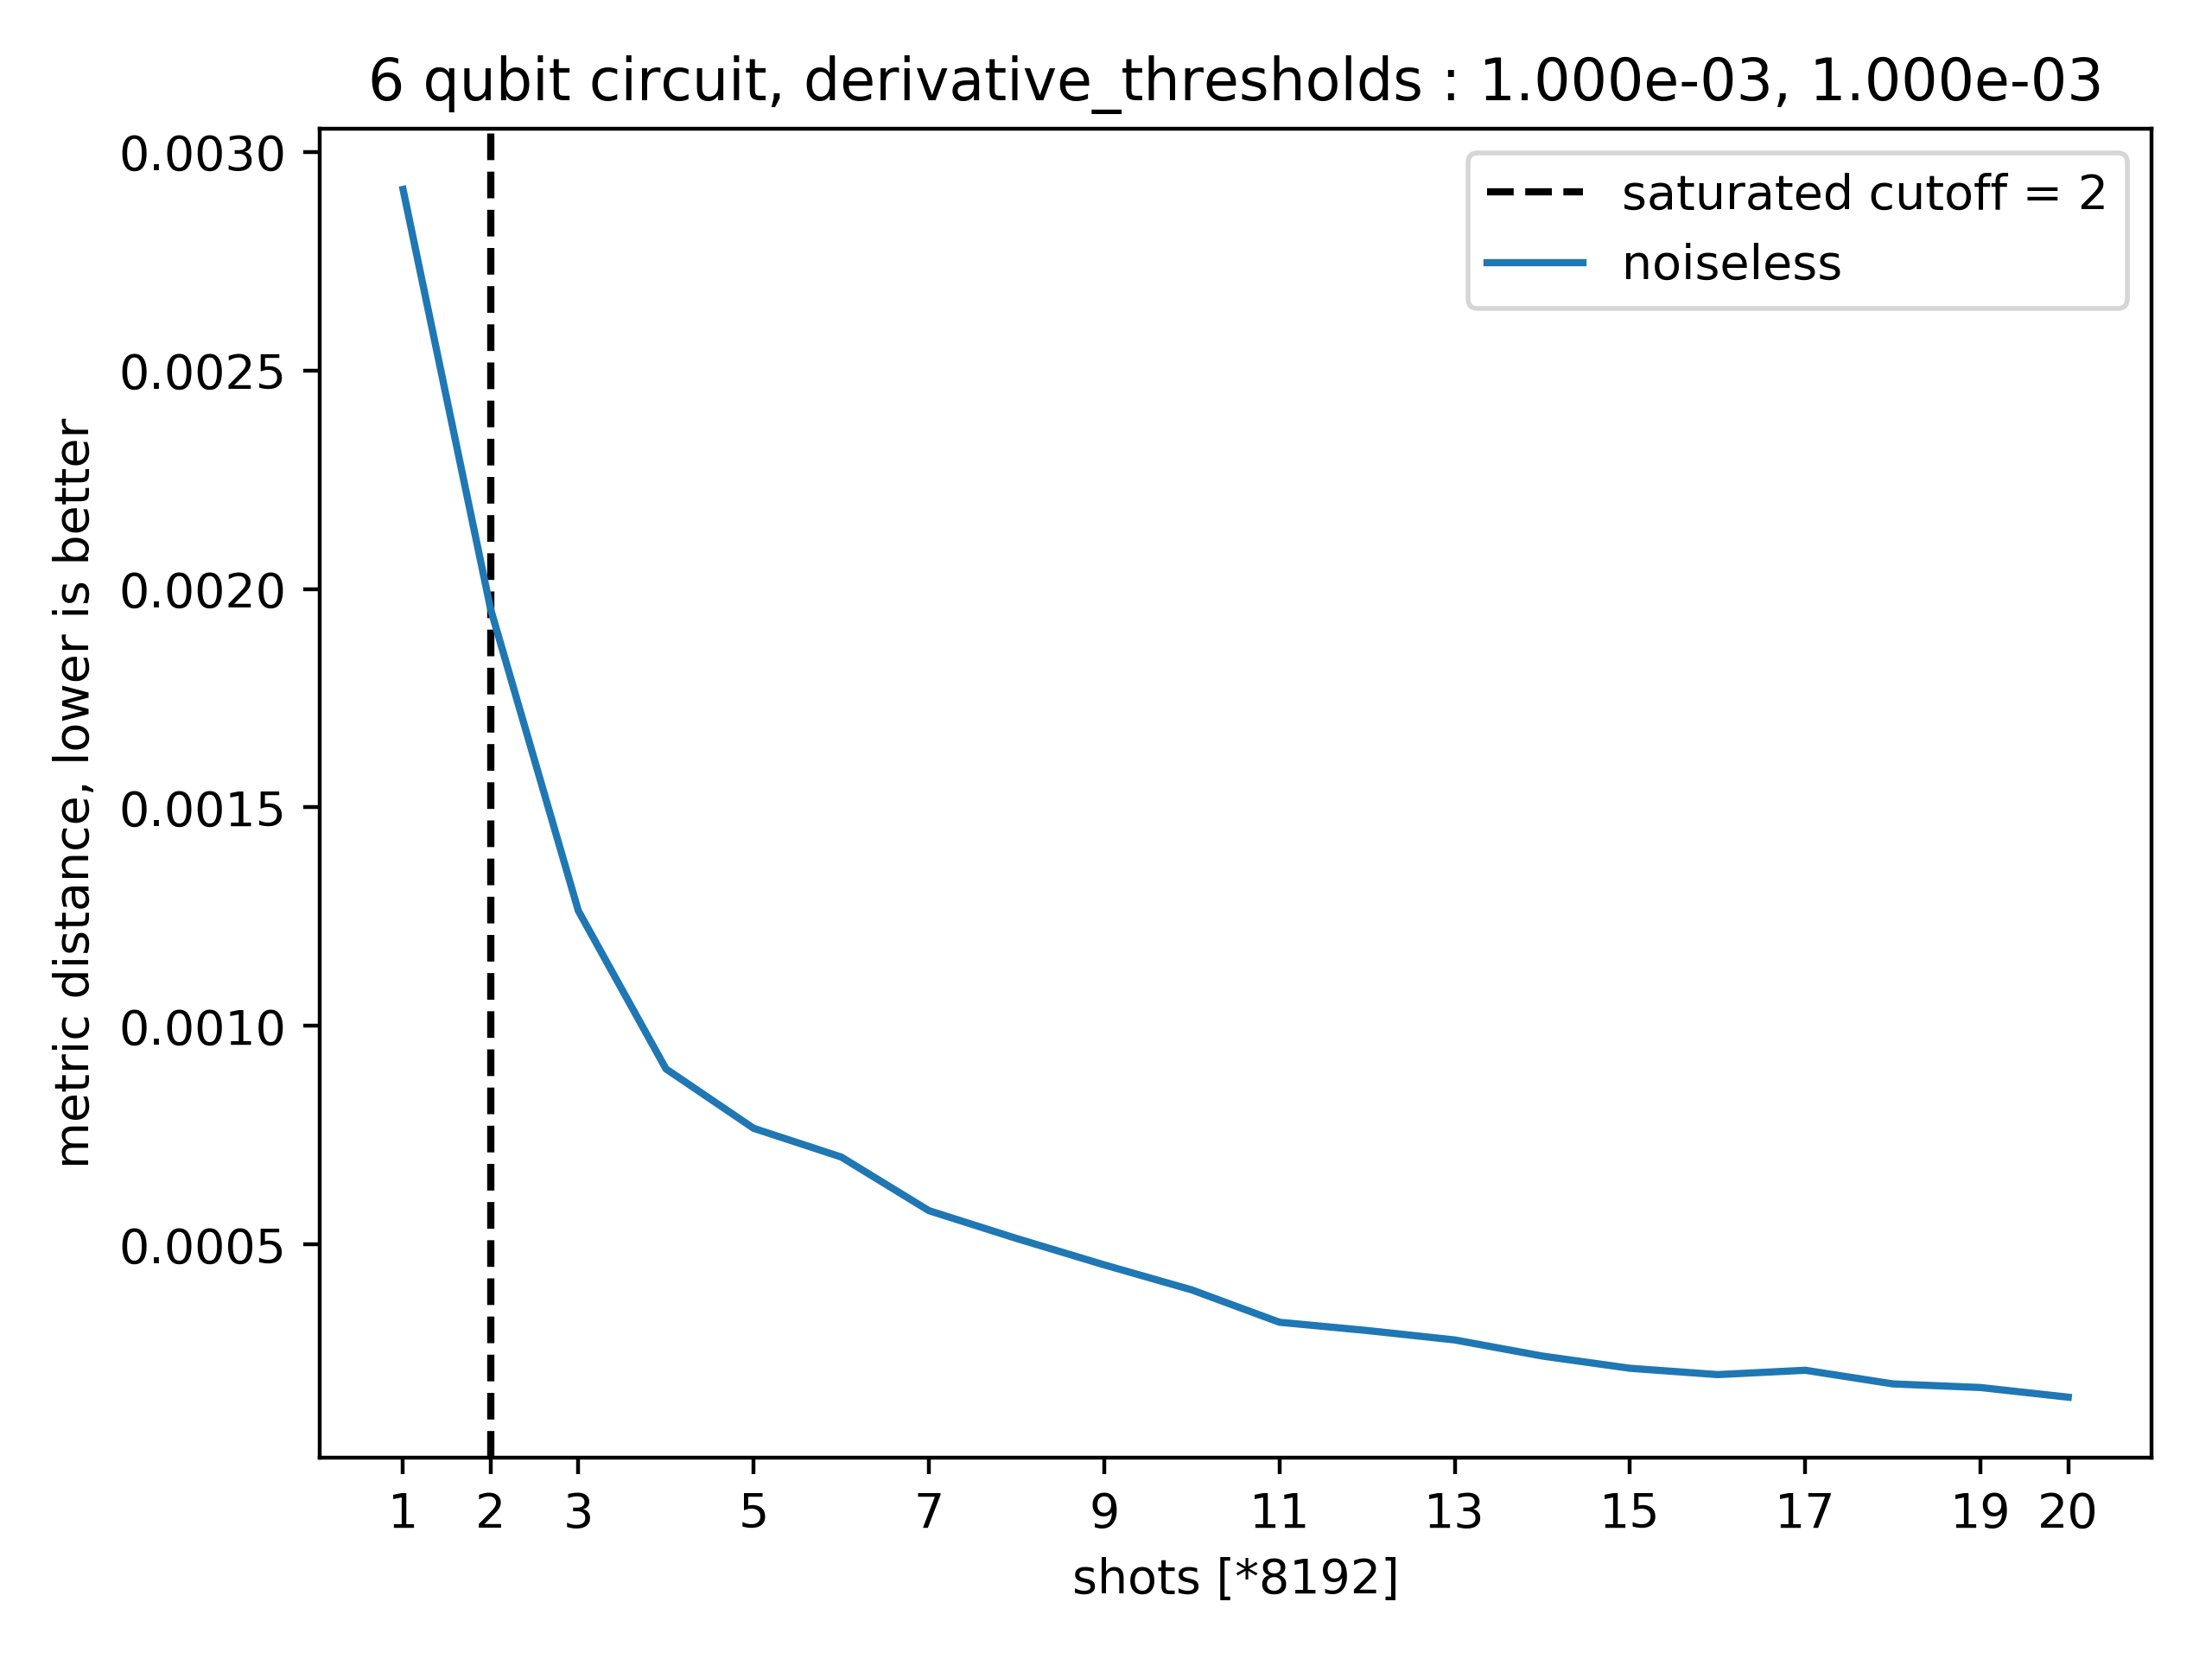 6 qubit circuit, derivative_thresholds : 1.000e-03, 1.000e-03
saturated cutoff = 2
noiseless
metric distance, lower is better
0.0030
0.0025
0.0020
0.0015
0.0010
0.0005
1 2 3 5 7 9 11 13 15 17 19 20
shots [*8192]